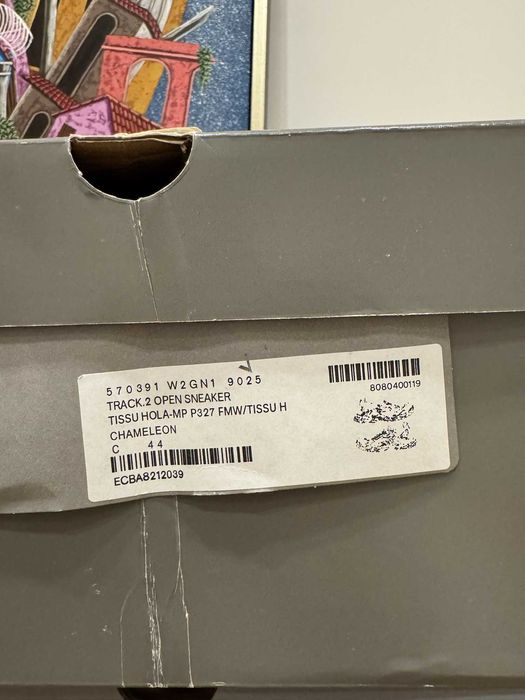 570391 W2GN1 9025
TRACK.2 OPEN SNEAKER
TISSU HOLA-MP P327 FMW/TISSU H
CHAMELEON
C 44
ECBA8212039
8080400119